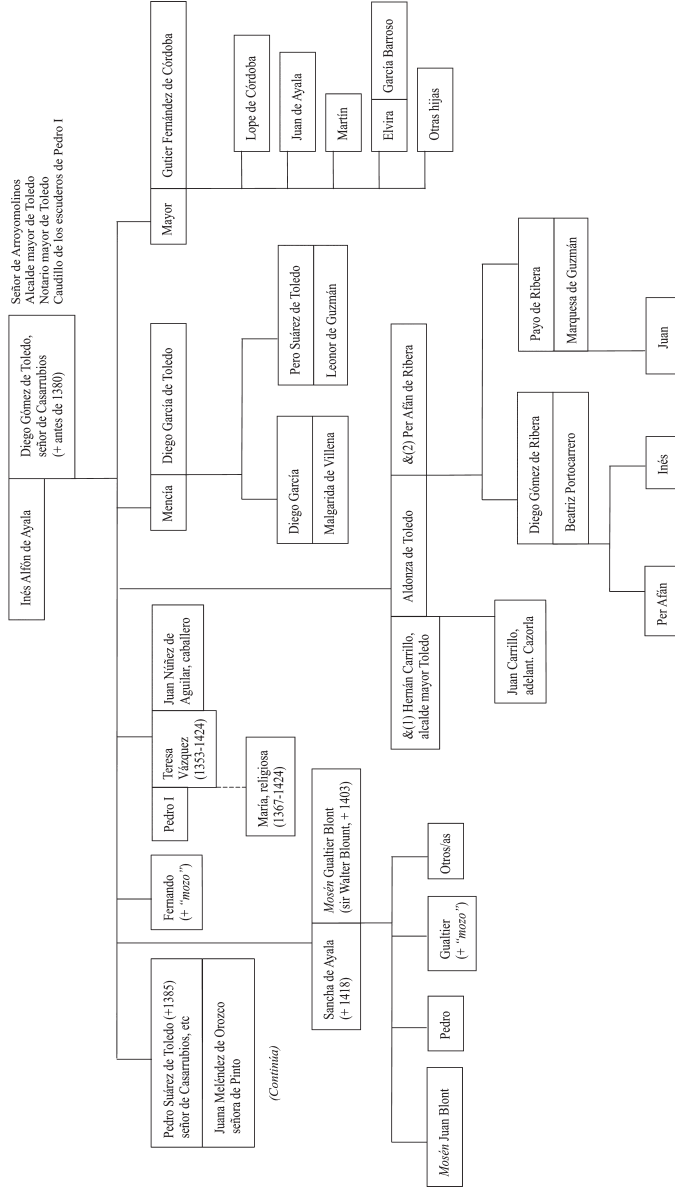 Inés Alfón de Ayala
Diego Gómez de Toledo,
señor de Casarrubios
(+ antes de 1380)
Señor de Arroyomolinos
Alcalde mayor de Toledo
Notario mayor de Toledo
Caudillo de los escuderos de Pedro I
Pedro Suárez de Toledo (+1385)
señor de Casarrubios, etc
Juana Meléndez de Orozco
señora de Pinto
(Continúa)
Fernando
(+ “mozo”)
Pedro I
Teresa
Vázquez
(1353-1424)
Juan Núñez de
Aguilar, caballero
María, religiosa
(1367-1424)
Mencía
Diego García de Toledo
Diego García
Malgarida de Villena
Pero Suárez de Toledo
Leonor de Guzmán
Mayor
Gutier Fernández de Córdoba
Lope de Córdoba
Juan de Ayala
Martín
Elvira
García Barroso
Otras hijas
Sancha de Ayala
(+ 1418)
Mosén Gualtier Blont
(sir Walter Blount, + 1403)
Mosén Juan Blont
Pedro
Gualtier
(+ “mozo”)
Otros/as
&(1) Hernán Carrillo,
alcalde mayor Toledo
Aldonza de Toledo
&(2) Per Afán de Ribera
Juan Carrillo,
adelant. Cazorla
Diego Gómez de Ribera
Beatriz Portocarrero
Payo de Ribera
Marquesa de Guzmán
Per Afán
Inés
Juan